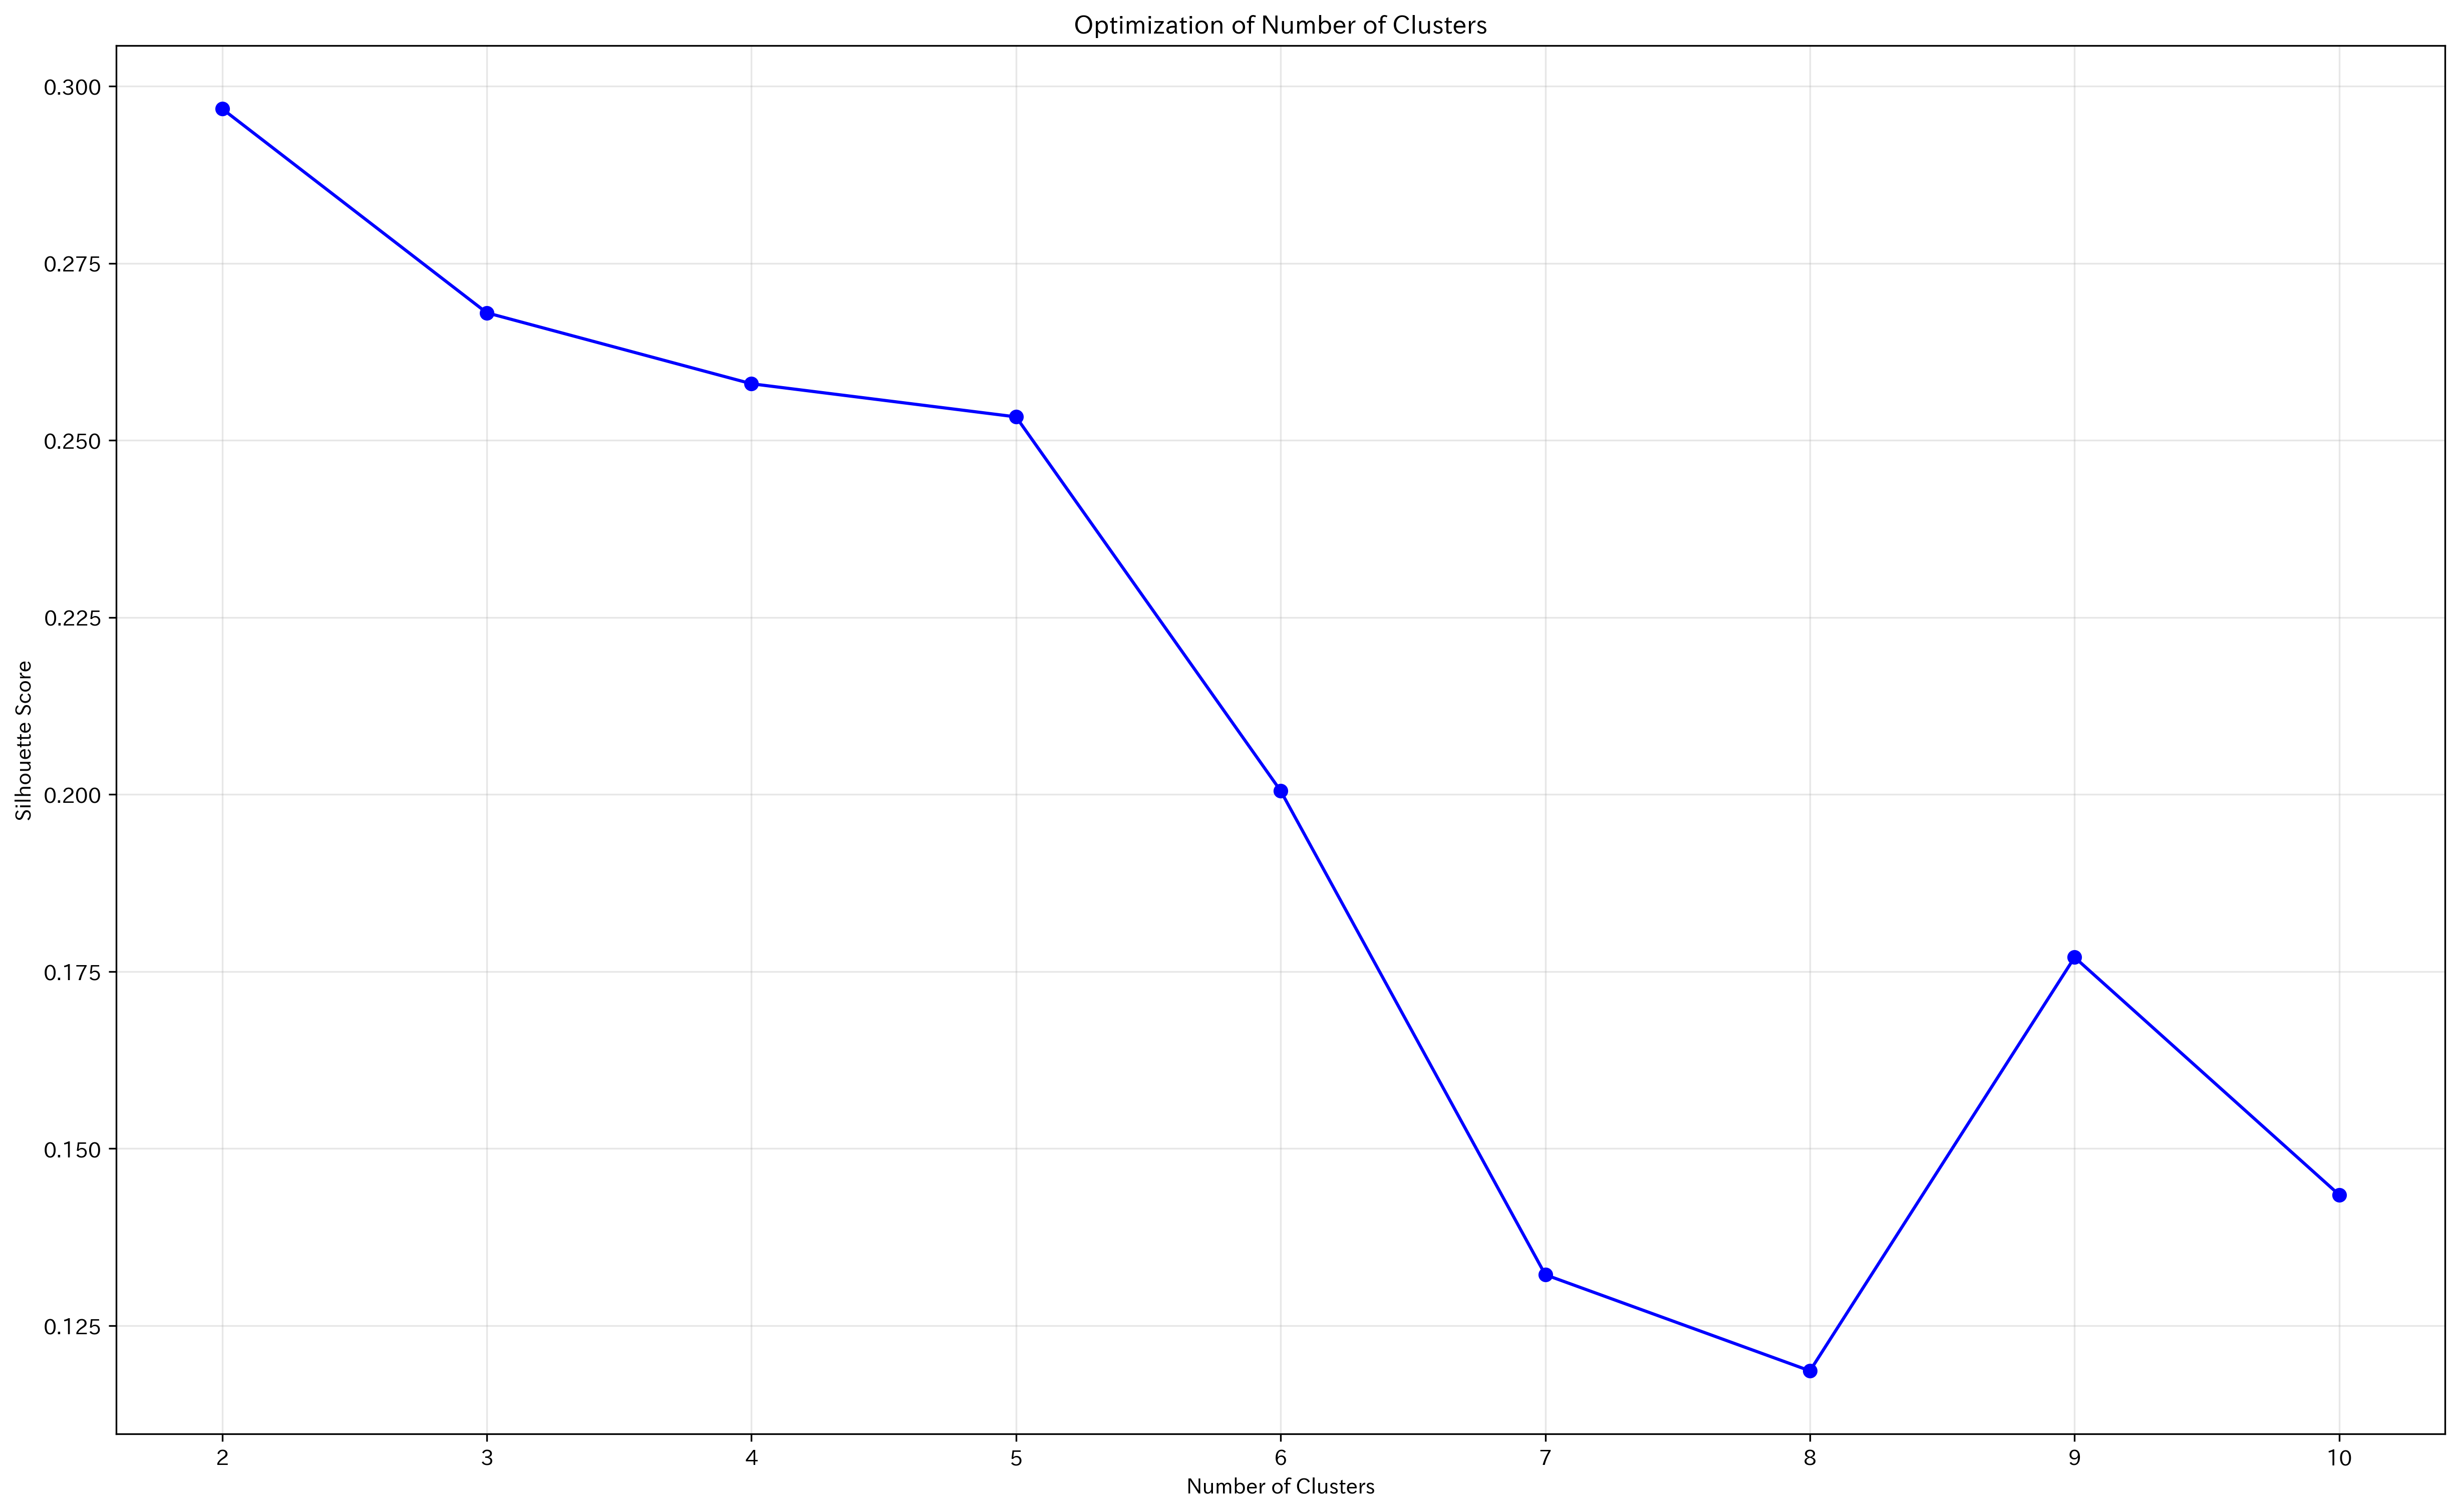 Optimization of Number of Clusters
0.300
0.275
0.250
0.225
0.200
0.175
0.150
0.125
Silhouette Score
2 3 4 5 6 7 8 9 10
Number of Clusters